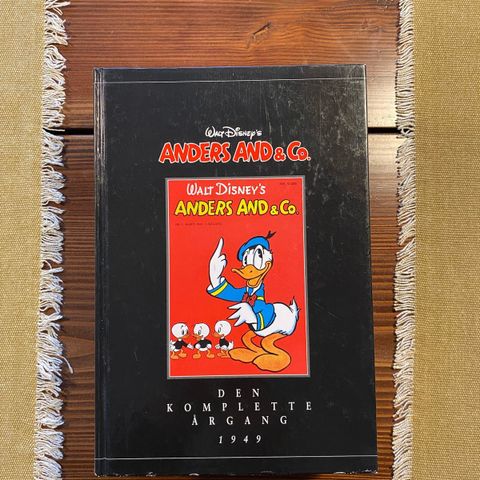 WALT DISNEY'S
ANDERS AND & Co.
WALT DISNEY'S
ANDERS AND & Co.
DEN
KOMPLETTE
ÅRGANG
1949